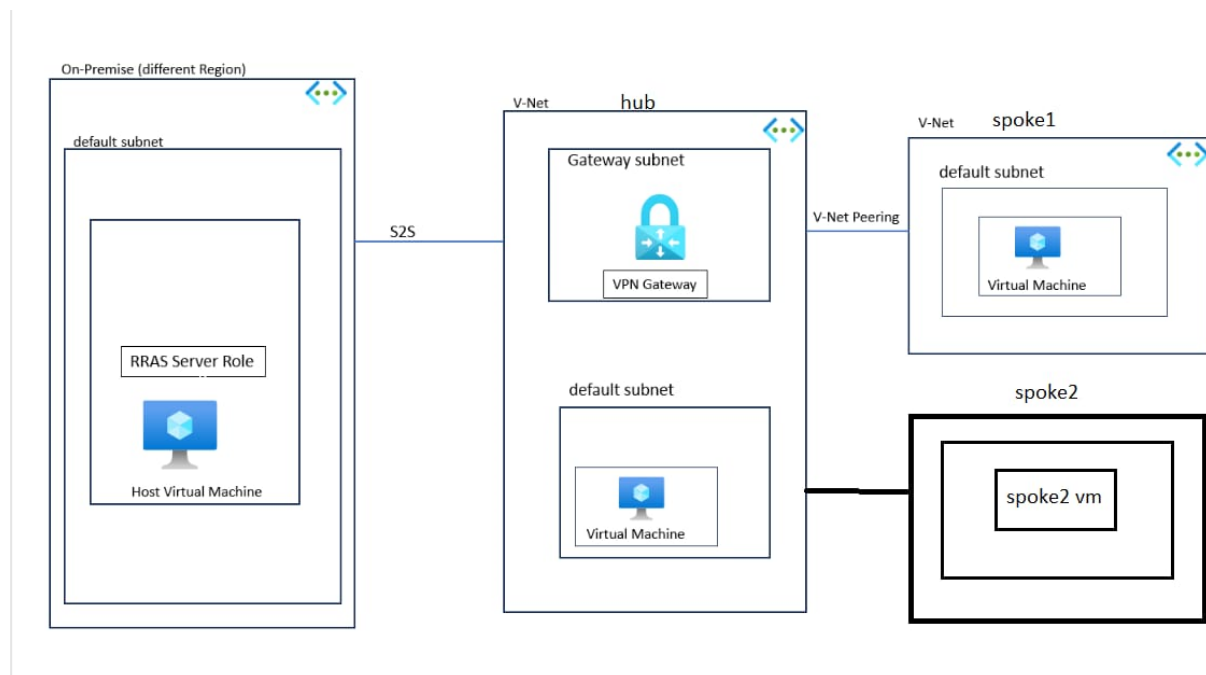 On-Premise (different Region)
default subnet
RRAS Server Role
Host Virtual Machine
S2S
V-Net
hub
Gateway subnet
VPN Gateway
default subnet
Virtual Machine
V-Net Peering
V-Net
spoke1
default subnet
Virtual Machine
spoke2
spoke2 vm